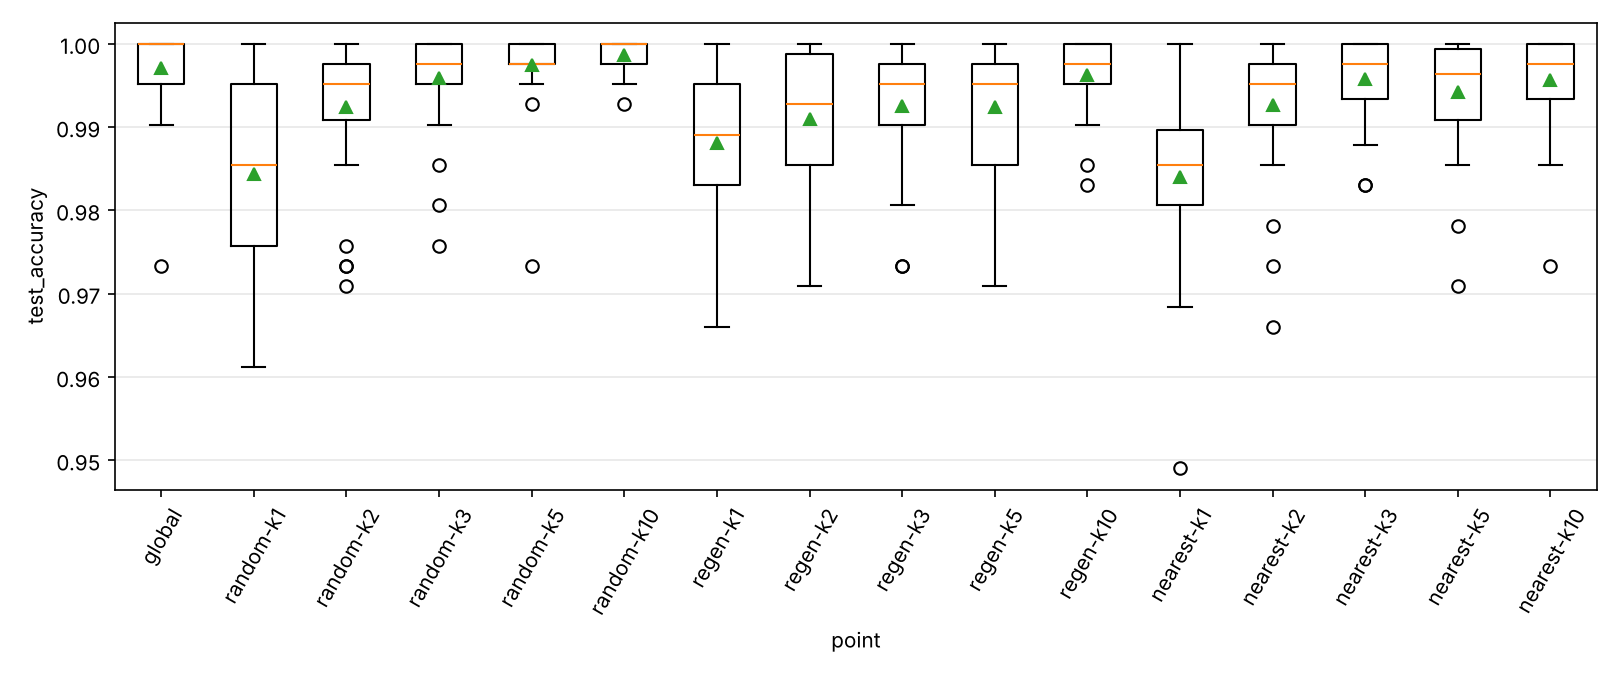 test_accuracy
1.00
0.99
0.98
0.97
0.96
0.95
global
random-k1
random-k2
random-k3
random-k5
random-k10
regen-k1
regen-k2
regen-k3
regen-k5
regen-k10
nearest-k1
nearest-k2
nearest-k3
nearest-k5
nearest-k10
point